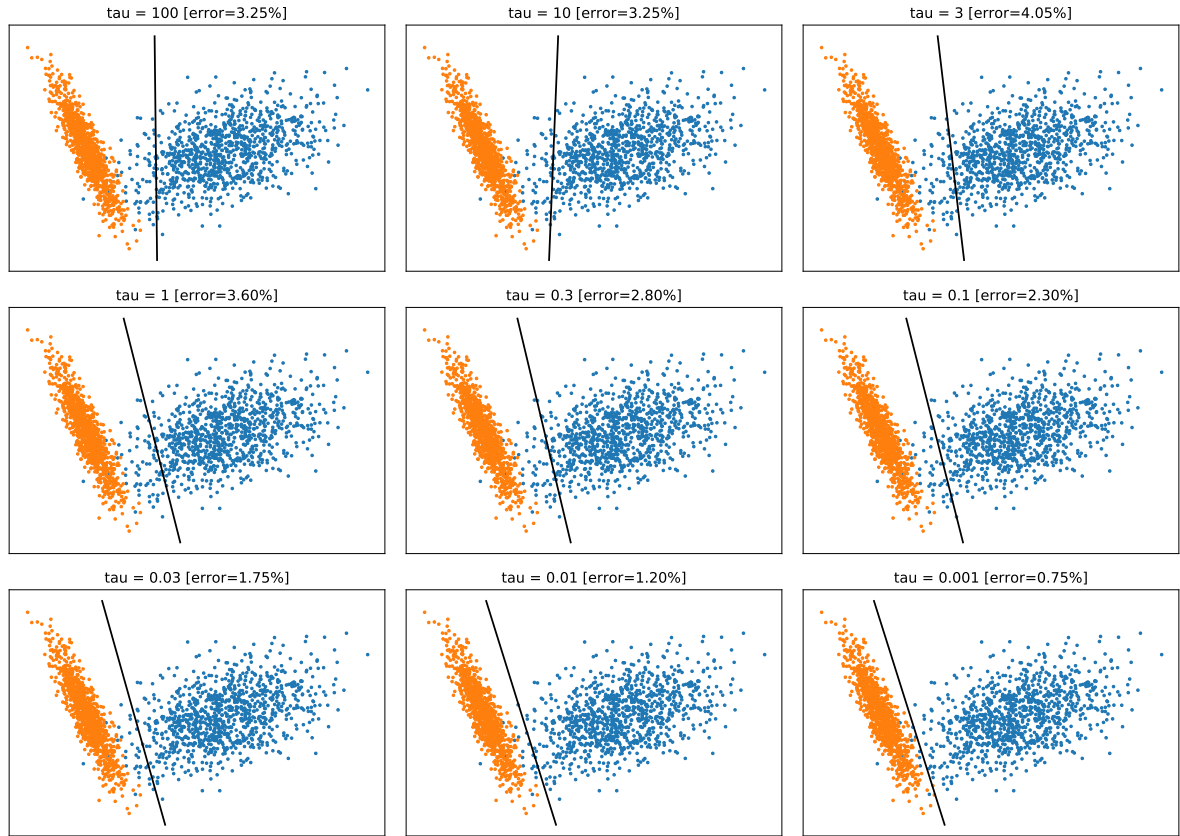 tau = 100 [error=3.25%]
tau = 10 [error=3.25%]
tau = 3 [error=4.05%]
tau = 1 [error=3.60%]
tau = 0.3 [error=2.80%]
tau = 0.1 [error=2.30%]
tau = 0.03 [error=1.75%]
tau = 0.01 [error=1.20%]
tau = 0.001 [error=0.75%]